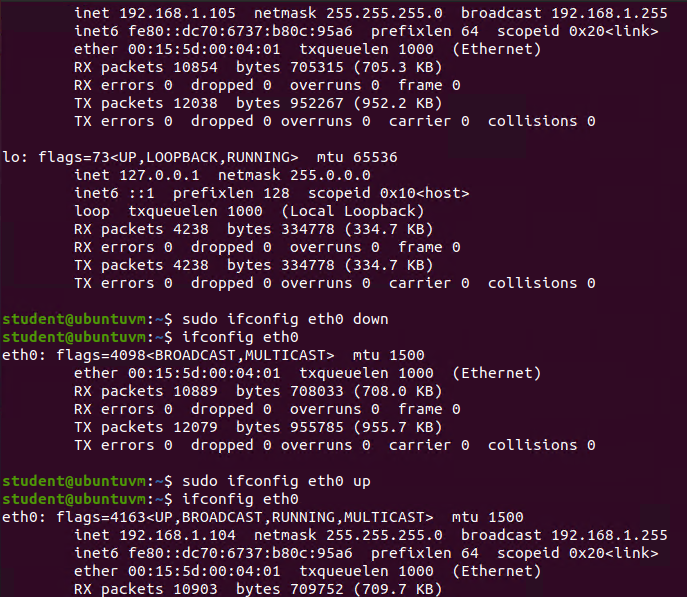 inet 192.168.1.105  netmask 255.255.255.0  broadcast 192.168.1.255
inet6 fe80::dc70:6737:b80c:95a6  prefixlen 64  scopeid 0x20<link>
ether 00:15:5d:00:04:01  txqueuelen 1000  (Ethernet)
RX packets 10854  bytes 705315 (705.3 KB)
RX errors 0  dropped 0  overruns 0  frame 0
TX packets 12038  bytes 952267 (952.2 KB)
TX errors 0  dropped 0 overruns 0  carrier 0  collisions 0
lo: flags=73<UP,LOOPBACK,RUNNING>  mtu 65536
inet 127.0.0.1  netmask 255.0.0.0
inet6 ::1  prefixlen 128  scopeid 0x10<host>
loop  txqueuelen 1000  (Local Loopback)
RX packets 4238  bytes 334778 (334.7 KB)
RX errors 0  dropped 0  overruns 0  frame 0
TX packets 4238  bytes 334778 (334.7 KB)
TX errors 0  dropped 0 overruns 0  carrier 0  collisions 0
student@ubuntuvm:~$ sudo ifconfig eth0 down
student@ubuntuvm:~$ ifconfig eth0
eth0: flags=4098<BROADCAST,MULTICAST>  mtu 1500
ether 00:15:5d:00:04:01  txqueuelen 1000  (Ethernet)
RX packets 10889  bytes 708033 (708.0 KB)
RX errors 0  dropped 0  overruns 0  frame 0
TX packets 12079  bytes 955785 (955.7 KB)
TX errors 0  dropped 0 overruns 0  carrier 0  collisions 0
student@ubuntuvm:~$ sudo ifconfig eth0 up
student@ubuntuvm:~$ ifconfig eth0
eth0: flags=4163<UP,BROADCAST,RUNNING,MULTICAST>  mtu 1500
inet 192.168.1.104  netmask 255.255.255.0  broadcast 192.168.1.255
inet6 fe80::dc70:6737:b80c:95a6  prefixlen 64  scopeid 0x20<link>
ether 00:15:5d:00:04:01  txqueuelen 1000  (Ethernet)
RX packets 10903  bytes 709752 (709.7 KB)